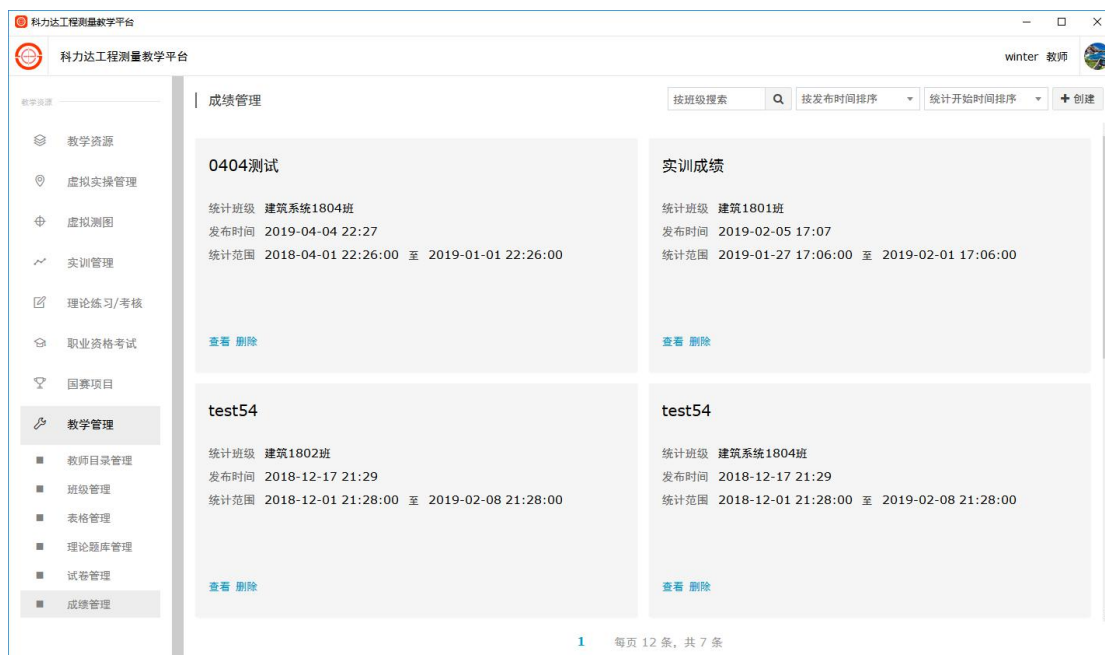 科力达工程测量教学平台
科力达工程测量教学平台
winter 教师
教学资源
教学资源
虚拟实操管理
虚拟测图
实训管理
理论练习/考核
职业资格考试
国赛项目
教学管理
教师目录管理
班级管理
表格管理
理论题库管理
试卷管理
成绩管理
成绩管理
按班级搜索
按发布时间排序
统计开始时间排序
创建
0404测试
统计班级 建筑系统1804班
发布时间 2019-04-04 22:27
统计范围 2018-04-01 22:26:00 至 2019-01-01 22:26:00
查看 删除
实训成绩
统计班级 建筑1801班
发布时间 2019-02-05 17:07
统计范围 2019-01-27 17:06:00 至 2019-02-01 17:06:00
查看 删除
test54
统计班级 建筑1802班
发布时间 2018-12-17 21:29
统计范围 2018-12-01 21:28:00 至 2019-02-08 21:28:00
查看 删除
test54
统计班级 建筑系统1804班
发布时间 2018-12-17 21:29
统计范围 2018-12-01 21:28:00 至 2019-02-08 21:28:00
查看 删除
1 每页 12 条，共 7 条